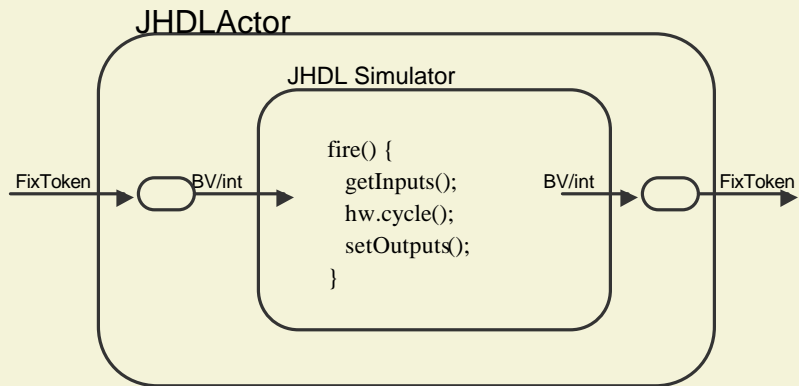 JHDLActor
JHDL Simulator
fire() {
getInputs();
hw.cycle();
setOutputs();
}
FixToken
BV/int
BV/int
FixToken